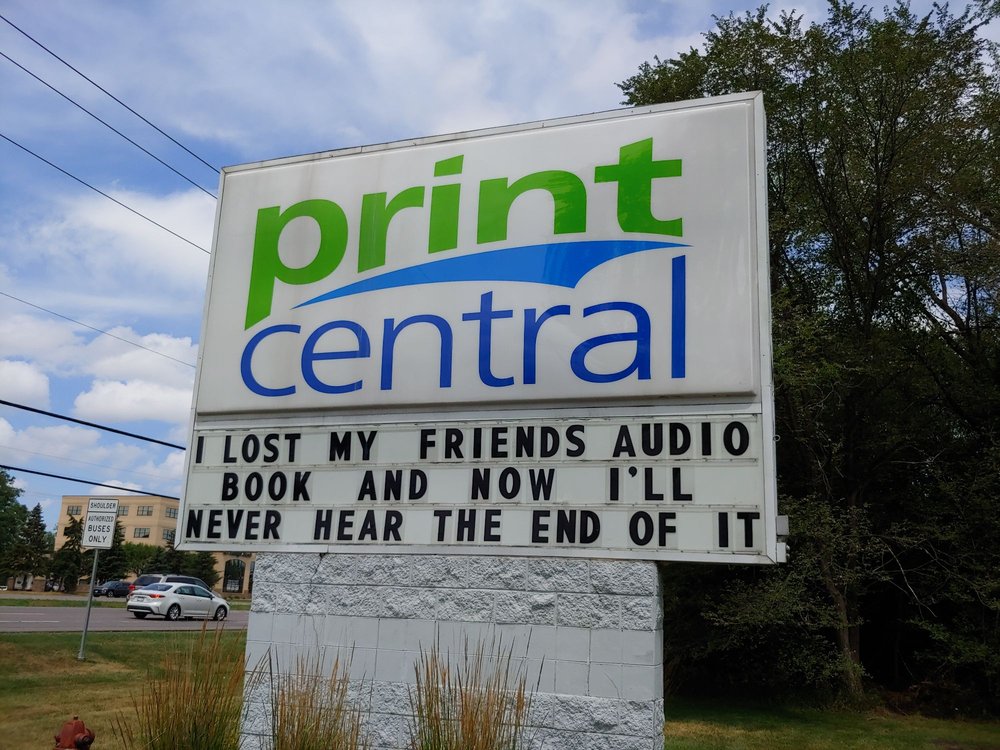 print
central
I LOST MY FRIENDS AUDIO
BOOK AND NOW I'LL
NEVER HEAR THE END OF IT
SHOULDER
AUTHORIZED
BUSES
ONLY